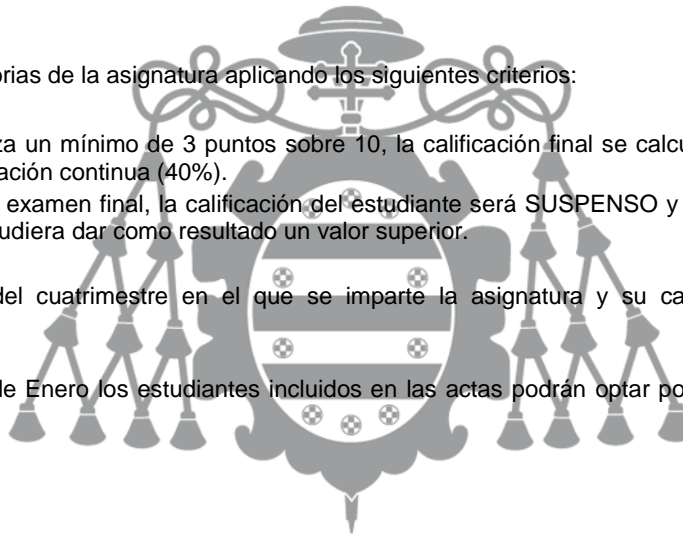 rias de la asignatura aplicando los siguientes criterios:
za un mínimo de 3 puntos sobre 10, la calificación final se calcu
ación continua (40%).
examen final, la calificación del estudiante será SUSPENSO y
udiera dar como resultado un valor superior.
del cuatrimestre en el que se imparte la asignatura y su ca
de Enero los estudiantes incluidos en las actas podrán optar po